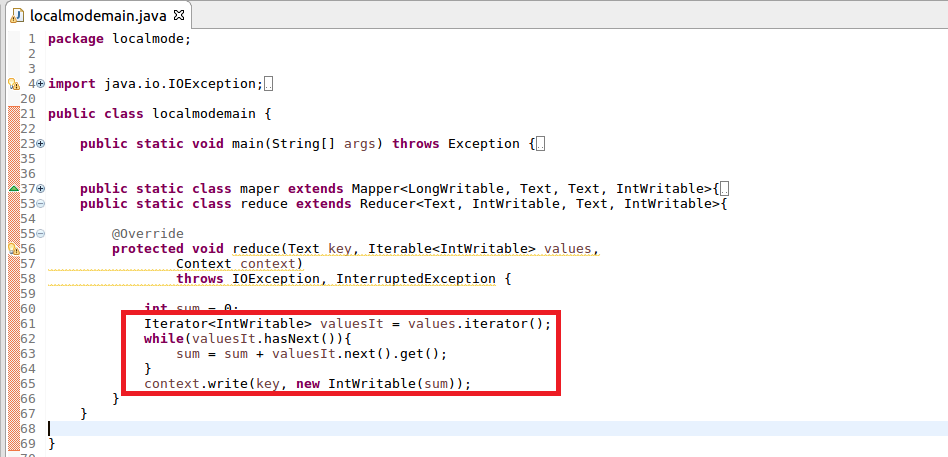 localmodemain.java
1 package localmode;
2
3
4 import java.io.IOException;
20
21 public class localmodemain {
22
23 public static void main(String[] args) throws Exception {
35
36
37 public static class maper extends Mapper<LongWritable, Text, Text, IntWritable>{
53 public static class reduce extends Reducer<Text, IntWritable, Text, IntWritable>{
54
55 @Override
56 protected void reduce(Text key, Iterable<IntWritable> values,
57 Context context)
58 throws IOException, InterruptedException {
59
60 int sum = 0;
61 Iterator<IntWritable> valuesIt = values.iterator();
62 while(valuesIt.hasNext()){
63 sum = sum + valuesIt.next().get();
64 }
65 context.write(key, new IntWritable(sum));
66 }
67 }
68
69 }